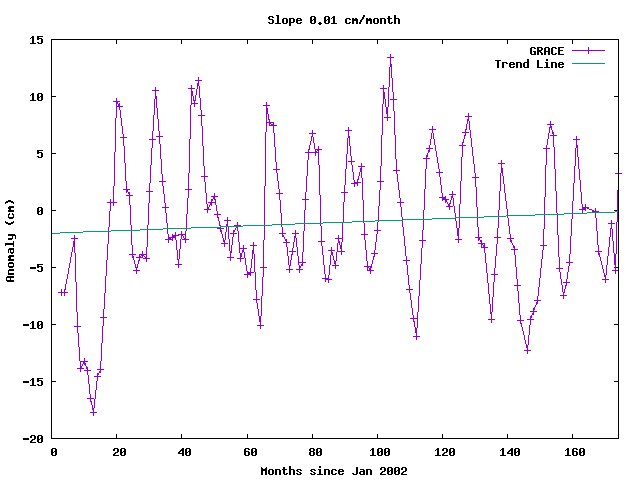 Slope 0.01 cm/month
15
GRACE
Trend Line
10
5
0
-5
-10
-15
-20
Anomaly (cm)
0 20 40 60 80 100 120 140 160
Months since Jan 2002